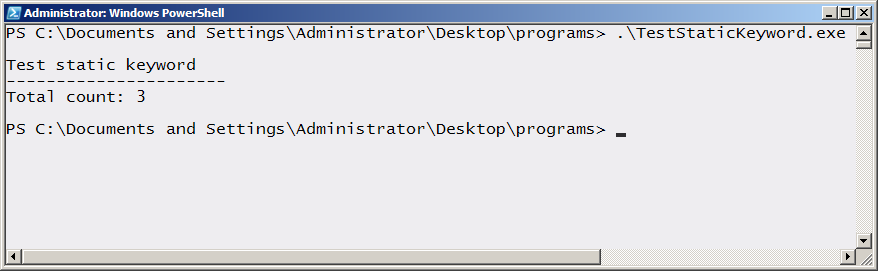 Administrator: Windows PowerShell
PS C:\Documents and Settings\Administrator\Desktop\programs> .\TestStaticKeyword.exe
Test static keyword
----------------------
Total count: 3
PS C:\Documents and Settings\Administrator\Desktop\programs>